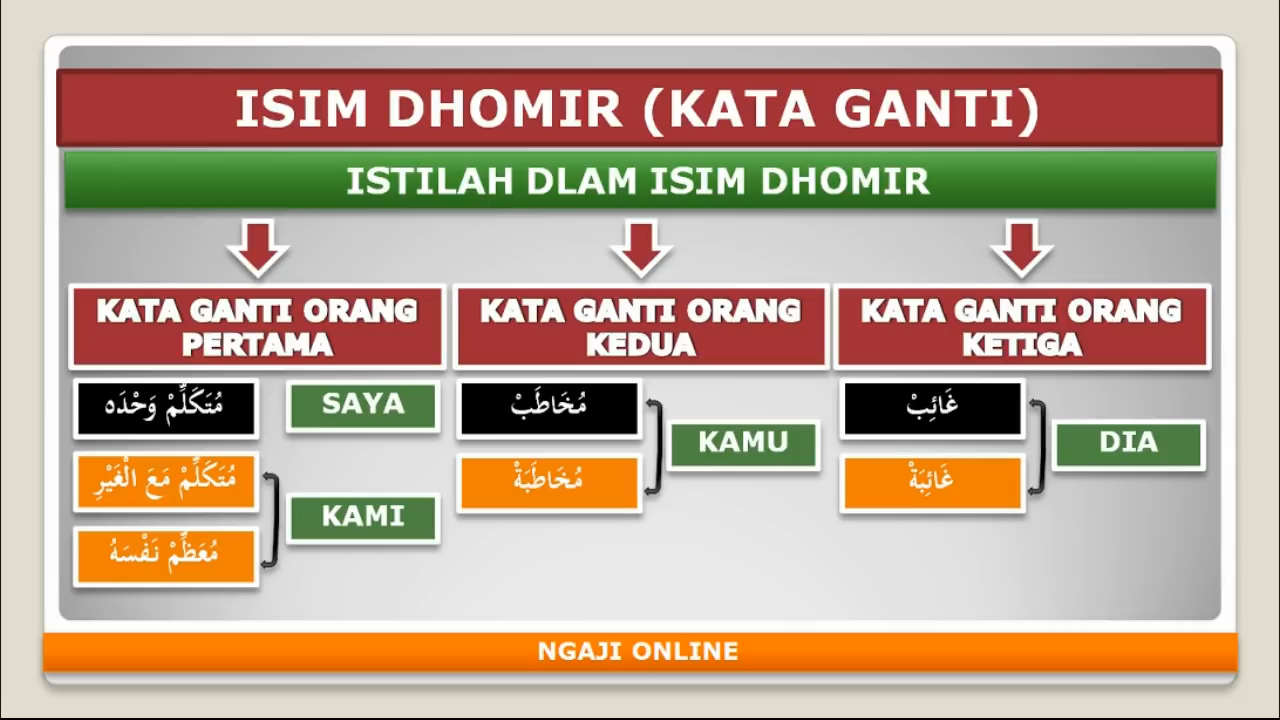 ISIM DHOMIR (KATA GANTI)
ISTILAH DLAM ISIM DHOMIR
KATA GANTI ORANG
PERTAMA
مُتَكَلِّمْ وَحْدَه
SAYA
مُتَكَلِّمْ مَعَ الْغَيْرِ
مُعَظِّمْ نَفْسَهُ
KAMI
KATA GANTI ORANG
KEDUA
مُخَاطَبْ
مُخَاطَبَةْ
KAMU
KATA GANTI ORANG
KETIGA
غَائِبْ
غَائِبَةْ
DIA
NGAJI ONLINE